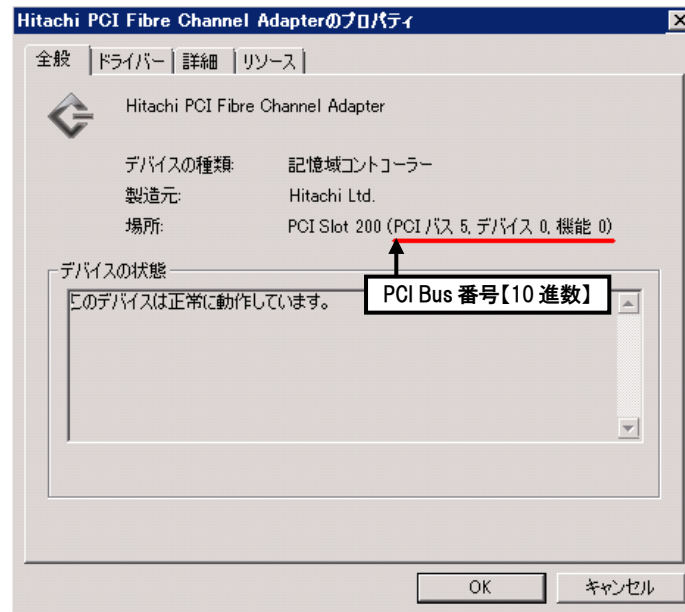 Hitachi PCI Fibre Channel Adapterのプロパティ
全般 ドライバー 詳細 リソース
Hitachi PCI Fibre Channel Adapter
デバイスの種類: 記憶域コントローラー
製造元: Hitachi Ltd.
場所: PCI Slot 200 (PCI バス 5, デバイス 0, 機能 0)
デバイスの状態
このデバイスは正常に動作しています。
PCI Bus 番号【10 進数】
OK キャンセル